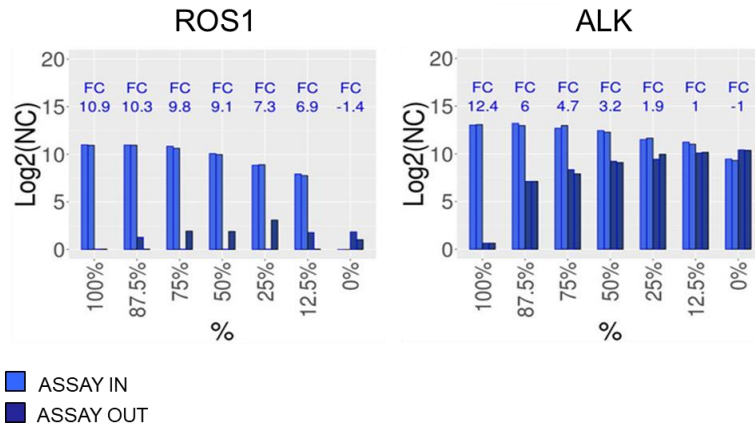 ROS1
ALK
Log2(NC)
20
15
10
5
0
FC FC FC FC FC FC FC
10.9 10.3 9.8 9.1 7.3 6.9 -1.4
100% 87.5% 75% 50% 25% 12.5% 0%
%
Log2(NC)
20
15
10
5
0
FC FC FC FC FC FC FC
12.4 6 4.7 3.2 1.9 1 -1
100% 87.5% 75% 50% 25% 12.5% 0%
%
ASSAY IN
ASSAY OUT